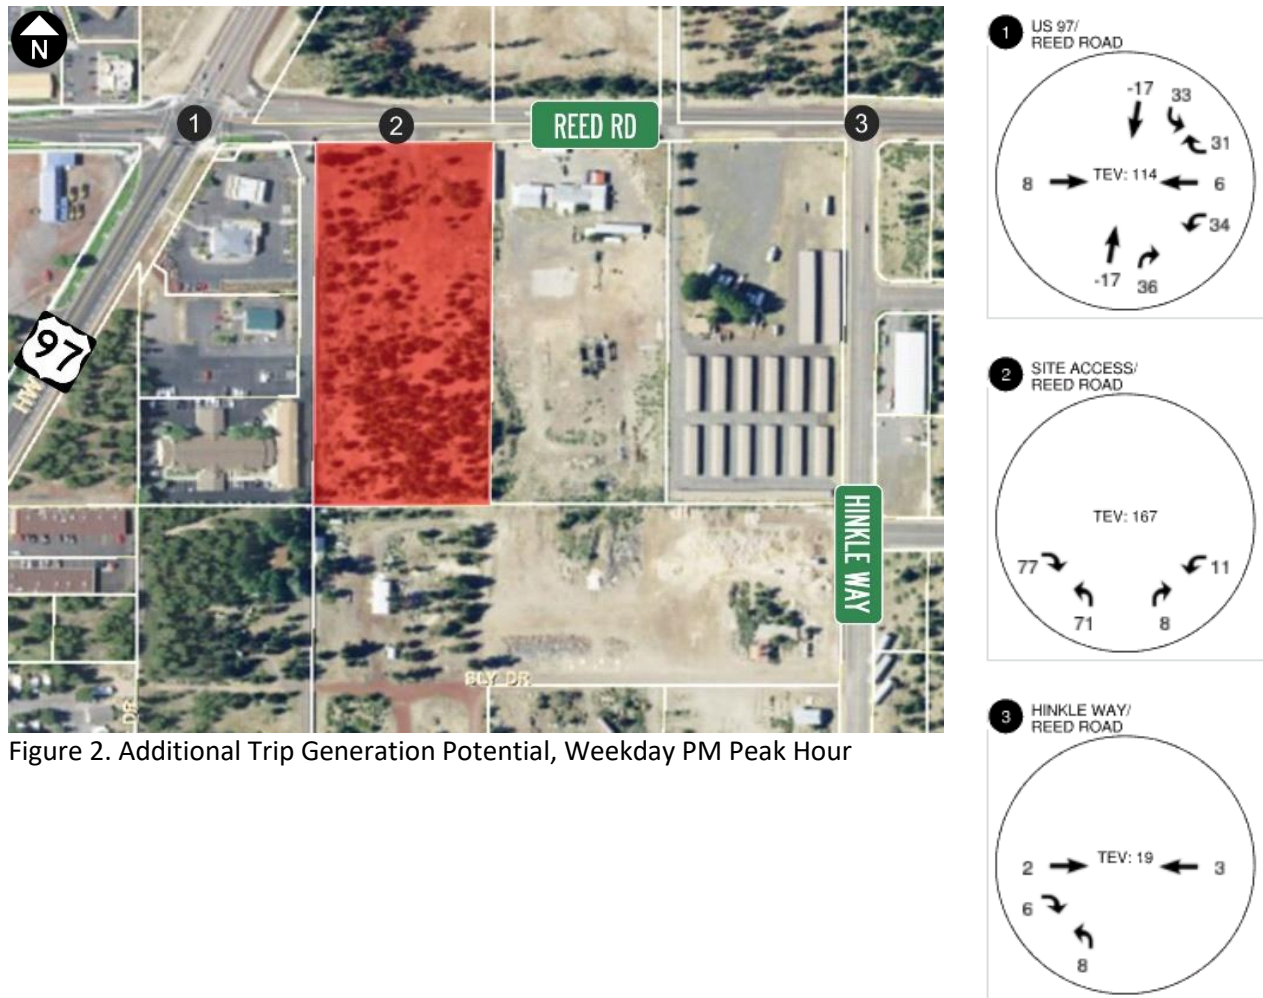 N
1
2
3
REED RD
97
HW
HINKLE WAY
SLY DR
DR
Figure 2. Additional Trip Generation Potential, Weekday PM Peak Hour
1 US 97/
REED ROAD
-17 33
31
8 TEV: 114 6
34
-17 36
2 SITE ACCESS/
REED ROAD
TEV: 167
77 11
71 8
3 HINKLE WAY/
REED ROAD
2 TEV: 19 3
6
8